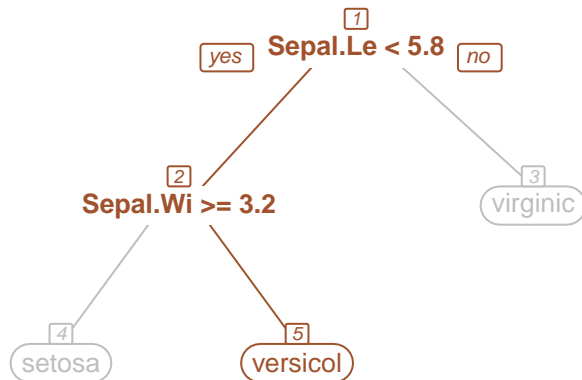 1
yes Sepal.Le < 5.8 no
2
3
Sepal.Wi >= 3.2
virginic
4
5
setosa
versicol